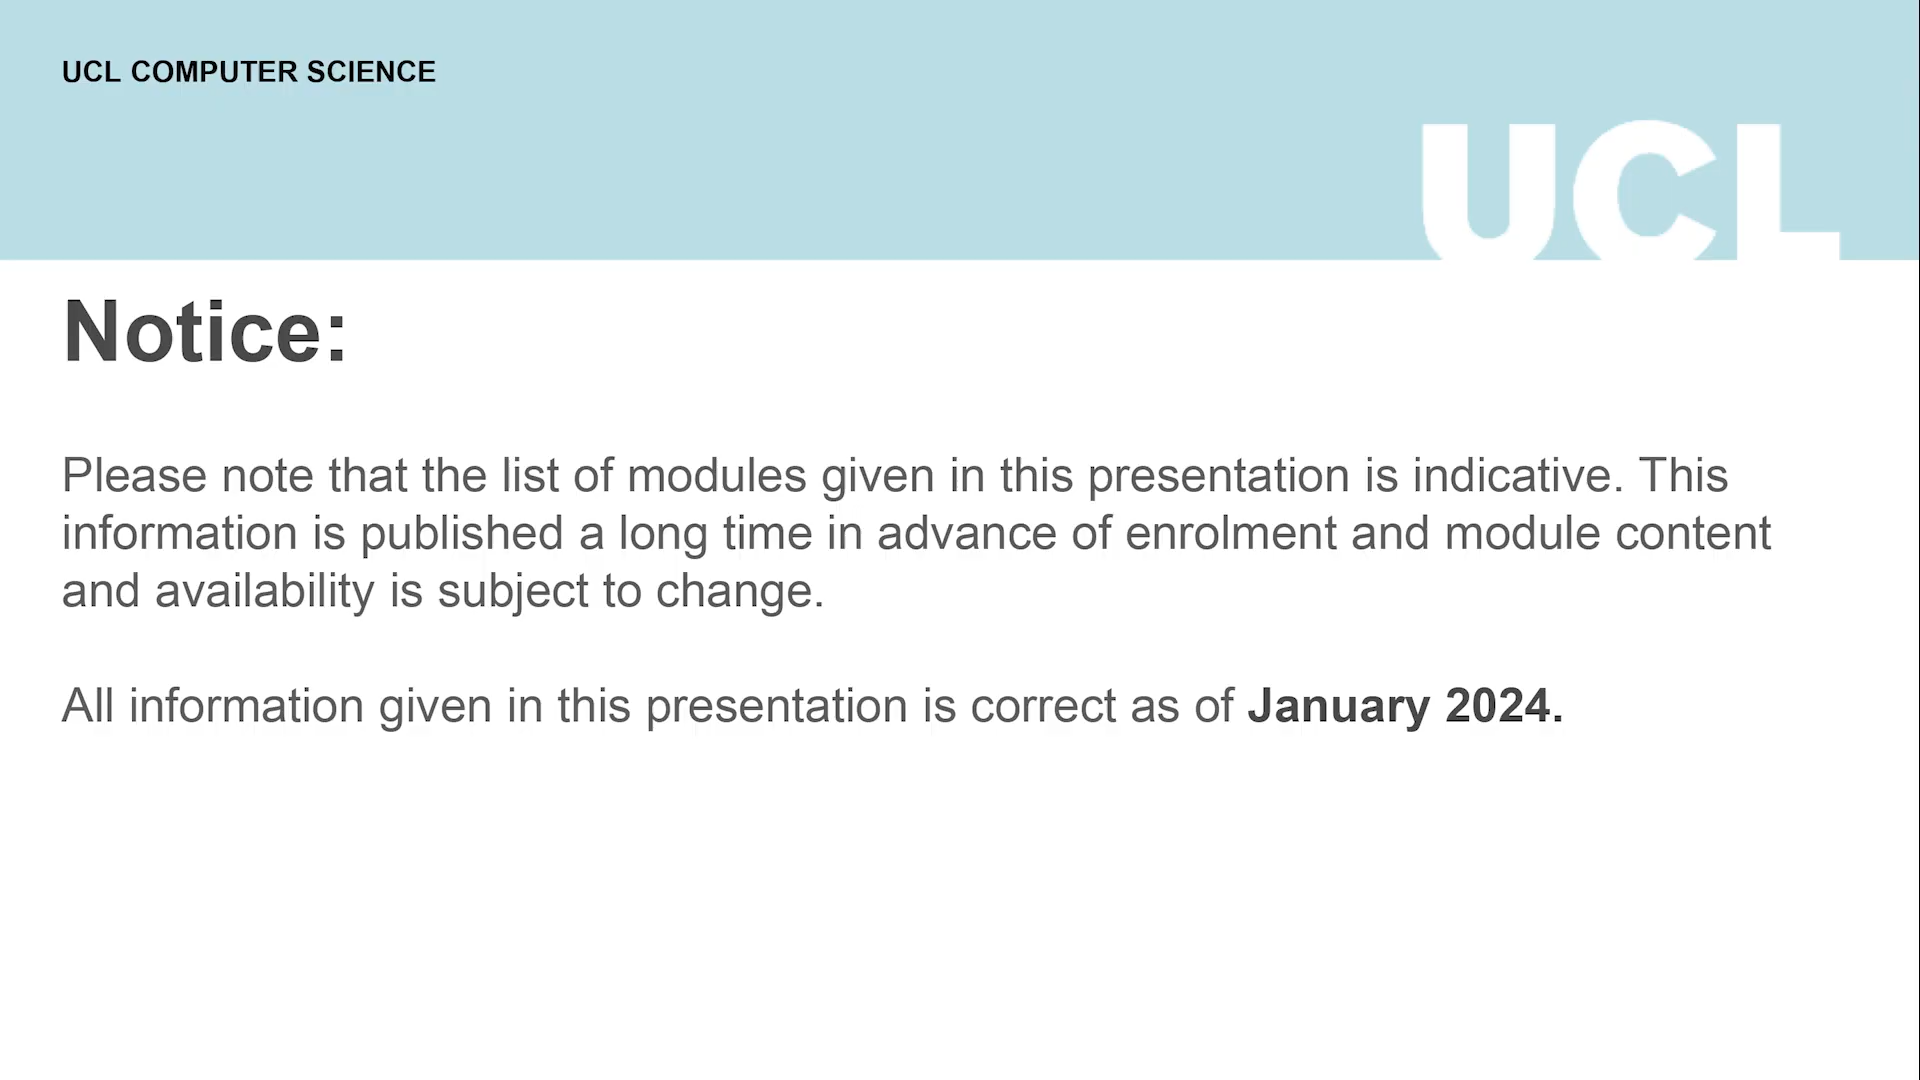 UCL COMPUTER SCIENCE
UCL
Notice:
Please note that the list of modules given in this presentation is indicative. This
information is published a long time in advance of enrolment and module content
and availability is subject to change.
All information given in this presentation is correct as of January 2024.